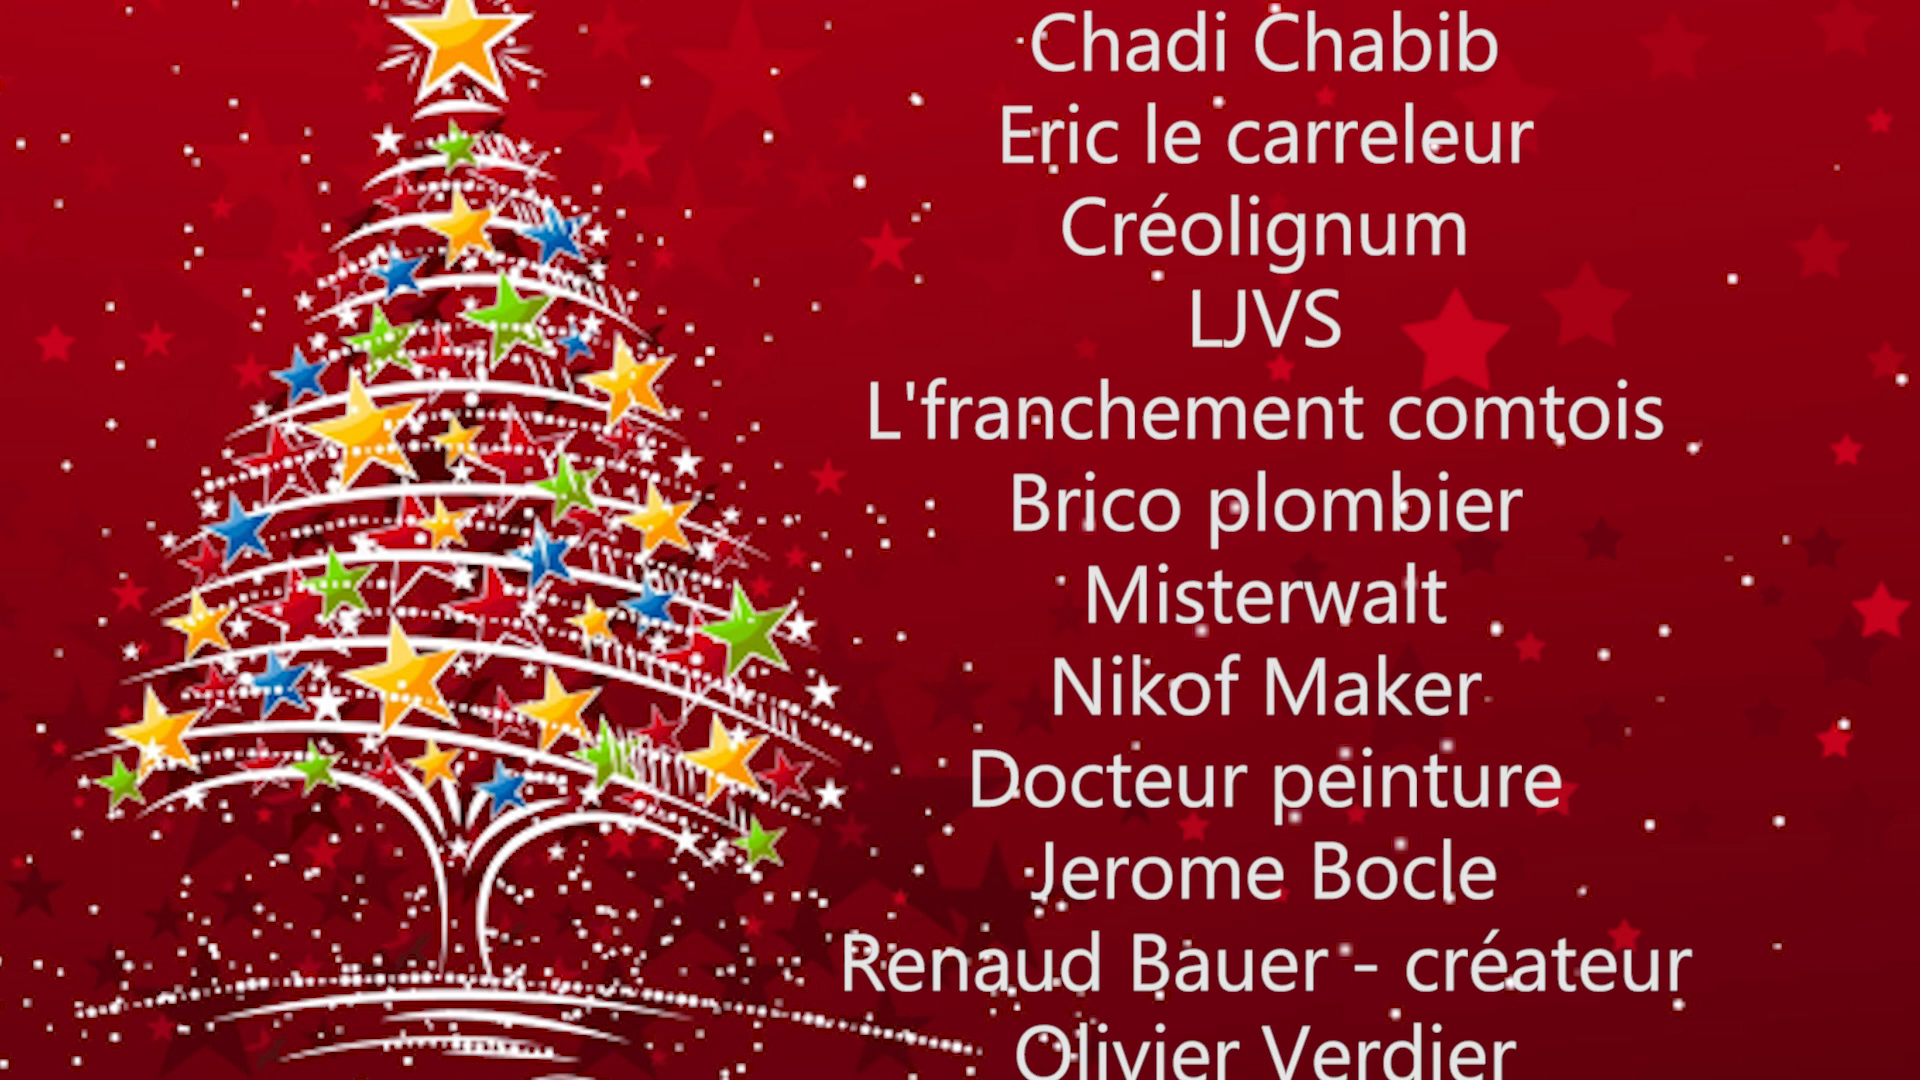 Chadi Chabib
Eric le carreleur
Créolignum
LJVS
L'franchement comtois
Brico plombier
Misterwalt
Nikof Maker
Docteur peinture
Jerome Bocle
Renaud Bauer - créateur
Olivier Verdier